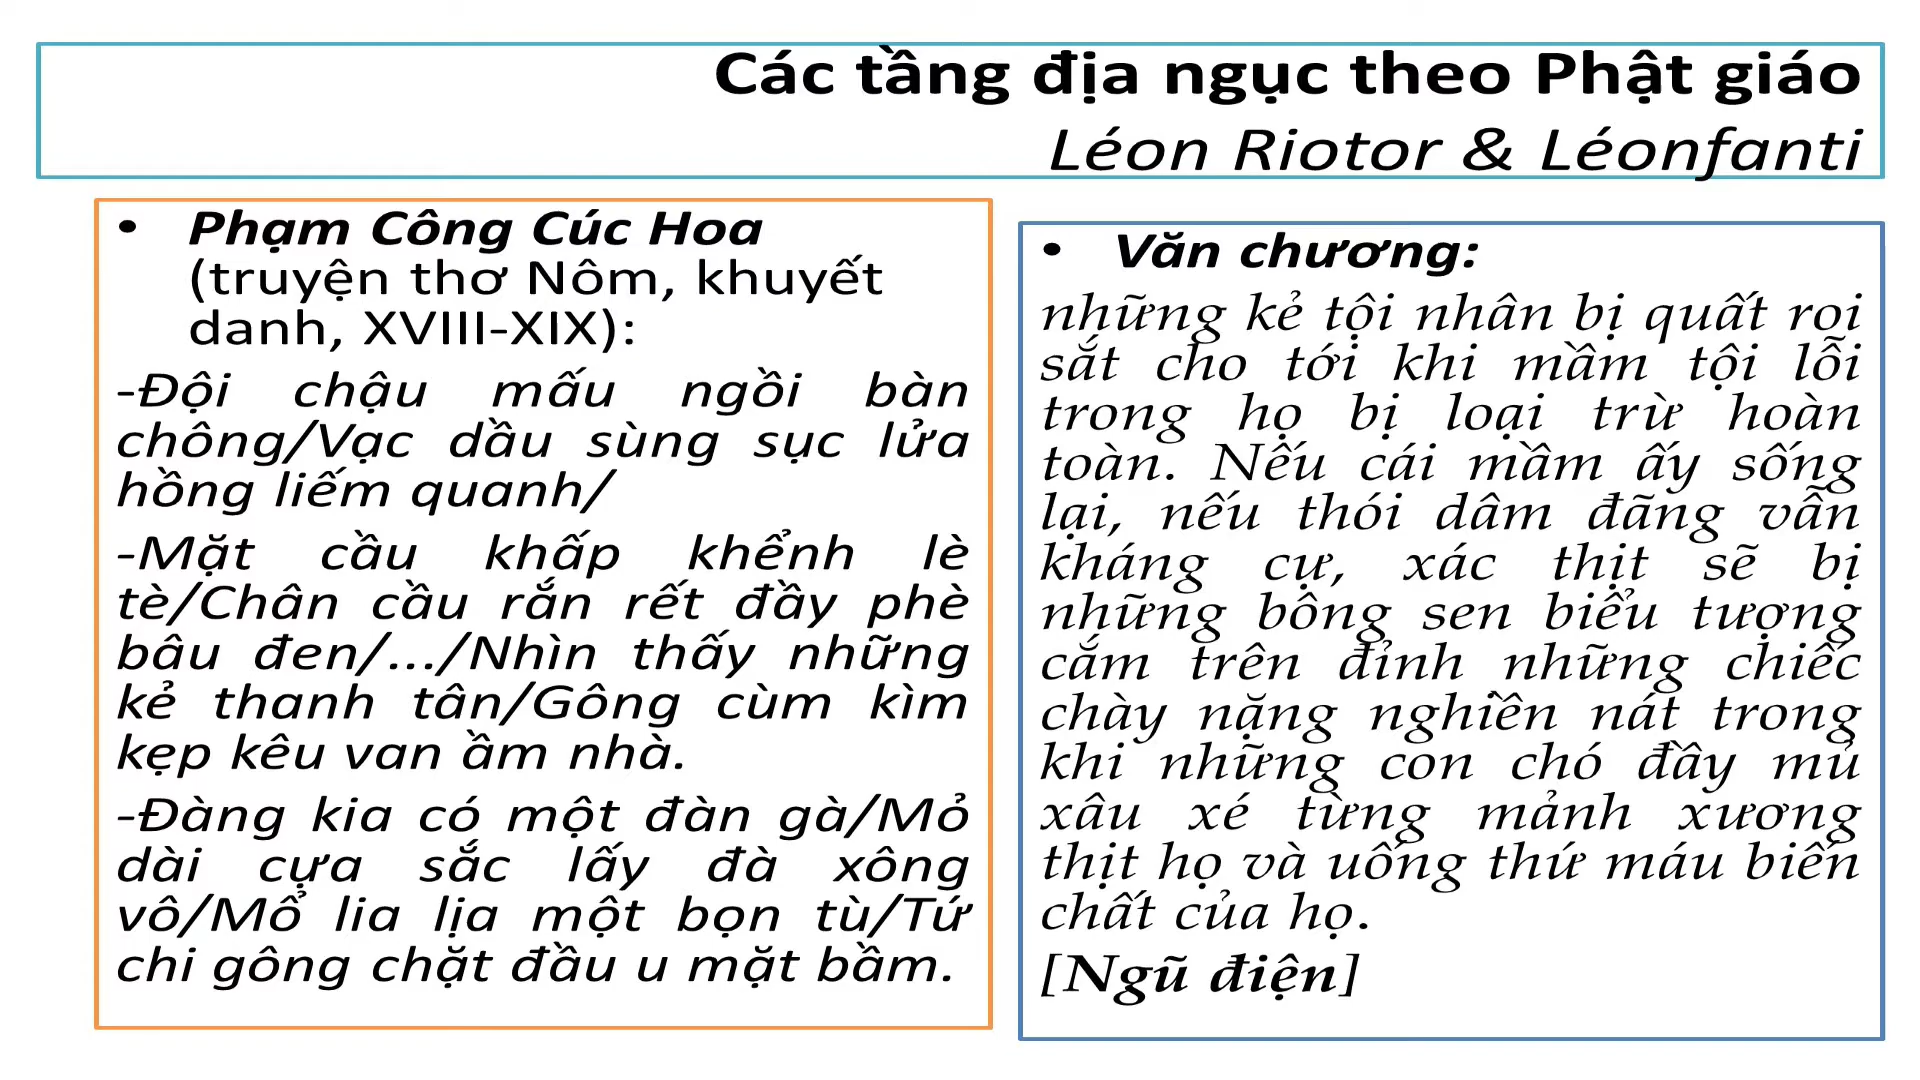 Các tầng địa ngục theo Phật giáo
Léon Riotor & Léonfanti
• Phạm Công Cúc Hoa
(truyện thơ Nôm, khuyết
danh, XVIII-XIX):
-Đội chậu mấu ngồi bàn
chông/Vạc dầu sùng sục lửa
hồng liếm quanh/
-Mặt cầu khấp khểnh lè
tè/Chân cầu rắn rết đầy phè
bâu đen/.../Nhìn thấy những
kẻ thanh tân/Gông cùm kìm
kẹp kêu van ầm nhà.
-Đàng kia có một đàn gà/Mỏ
dài cựa sắc lấy đà xông
vô/Mổ lia lịa một bọn tù/Tứ
chi gông chặt đầu u mặt bầm.
• Văn chương:
những kẻ tội nhân bị quất roi
sắt cho tới khi mầm tội lỗi
trong họ bị loại trừ hoàn
toàn. Nếu cái mầm ấy sống
lại, nếu thói dâm đãng vẫn
kháng cự, xác thịt sẽ bị
những bông sen biểu tượng
cắm trên đỉnh những chiếc
chày nặng nghiền nát trong
khi những con chó đầy mủ
xâu xé từng mảnh xương
thịt họ và uống thứ máu biến
chất của họ.
[Ngũ điện]